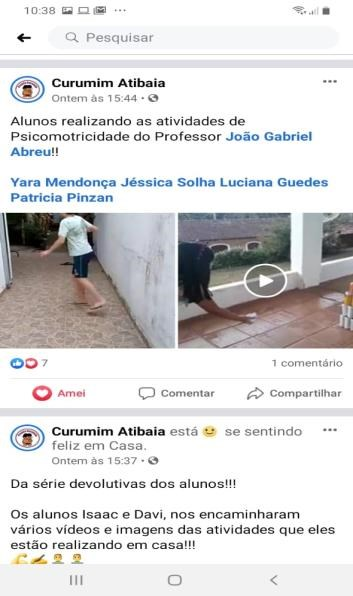 10:38
Pesquisar
Curumim Atibaia
Ontem às 15:44
Alunos realizando as atividades de
Psicomotricidade do Professor João Gabriel
Abreu!!
Yara Mendonça Jéssica Solha Luciana Guedes
Patricia Pinzan
7
1 comentário
Amei
Comentar
Compartilhar
Curumim Atibaia está 😉 se sentindo
feliz em Casa.
Ontem às 15:37
Da série devolutivas dos alunos!!!
Os alunos Isaac e Davi, nos encaminharam
vários vídeos e imagens das atividades que eles
estão realizando em casa!!!